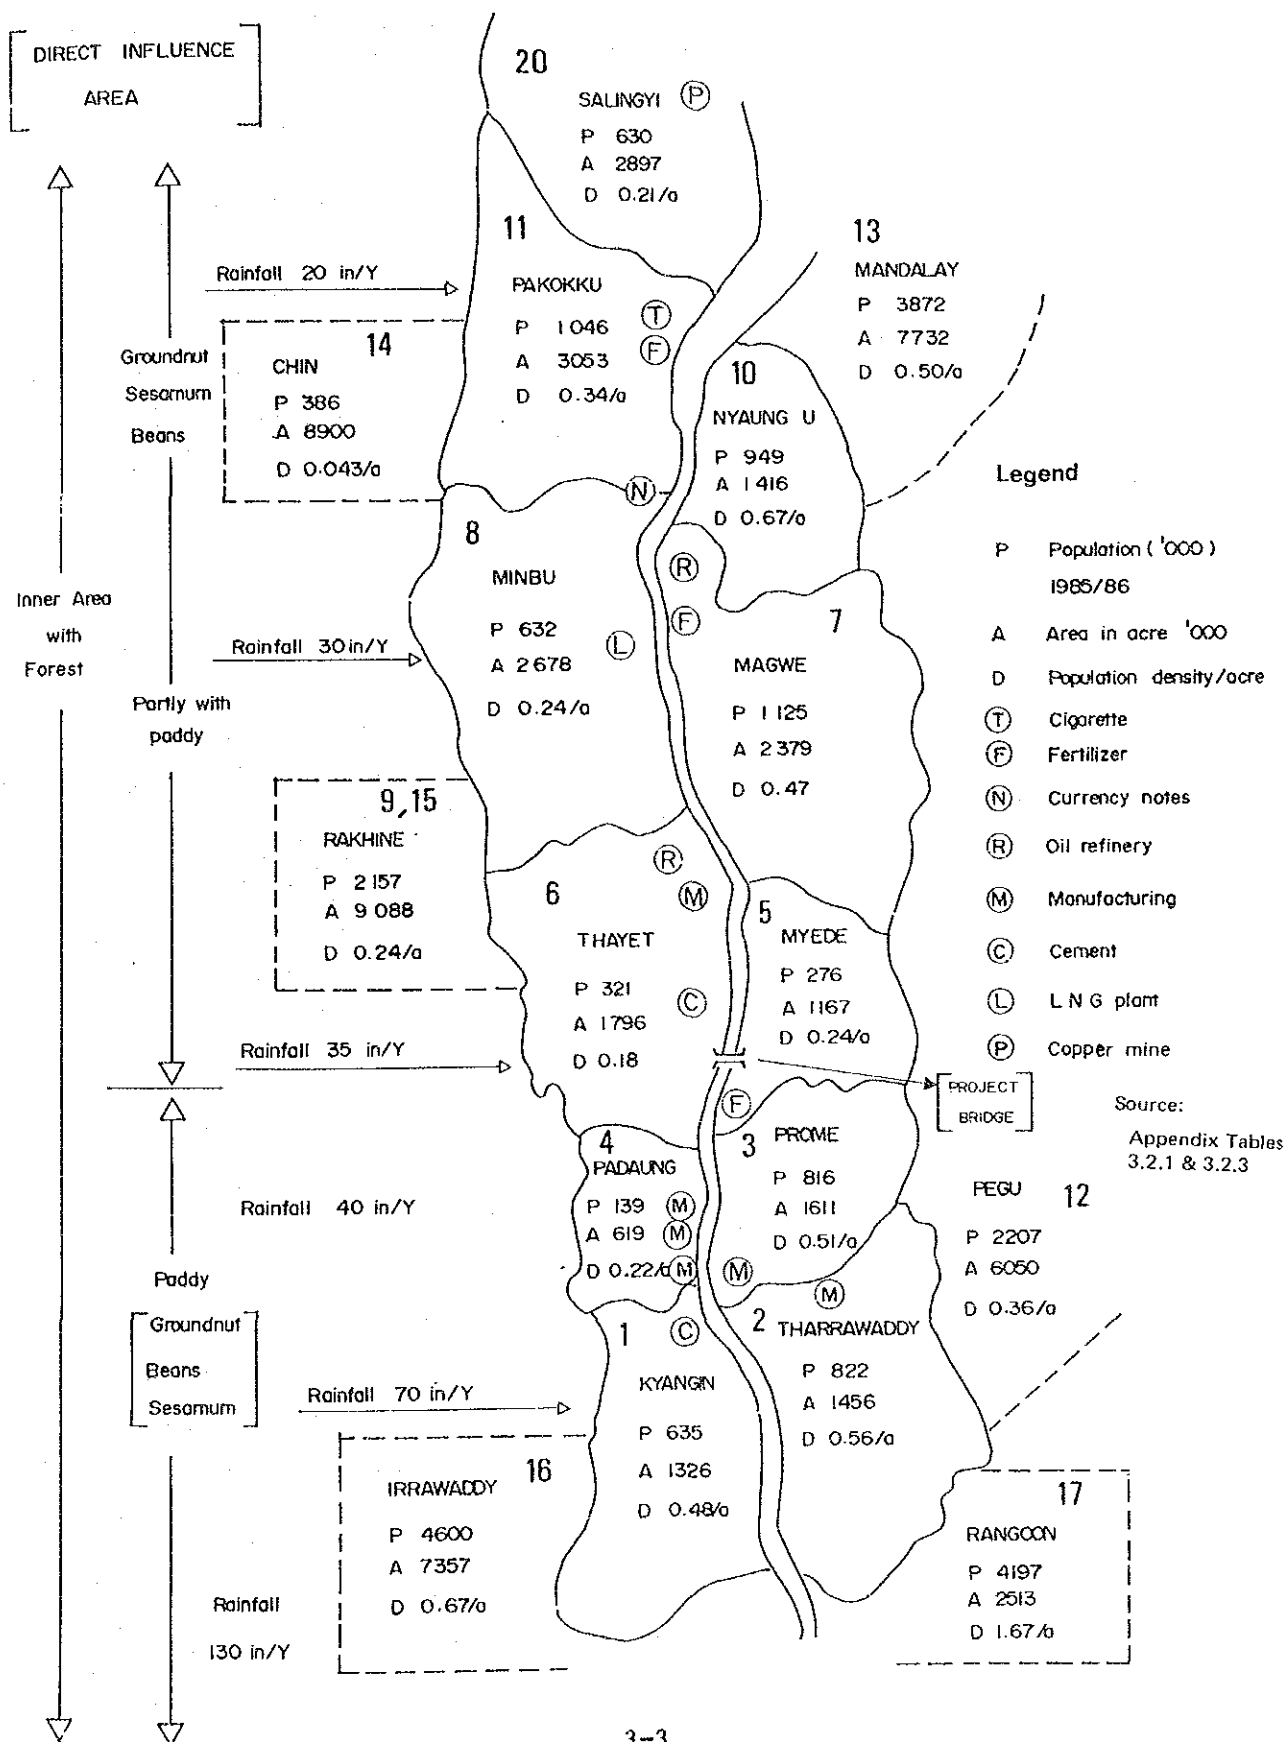 DIRECT INFLUENCE
AREA
20
SALINGYI Ⓟ
P 630
A 2897
D 0.21/a
11
PAKOKKU
P 1046
A 3053
D 0.34/a
Ⓣ
Ⓕ
13
MANDALAY
P 3872
A 7732
D 0.50/a
Rainfall 20 in/Y
14
CHIN
P 386
A 8900
D 0.043/a
Groundnut
Sesamum
Beans
10
NYAUNG U
P 949
A 1416
D 0.67/a
Ⓝ
8
MINBU
P 632
A 2678
D 0.24/a
Ⓛ
Ⓡ
Ⓕ
7
MAGWE
P 1125
A 2379
D 0.47
Inner Area
with
Forest
Rainfall 30 in/Y
Partly with
paddy
9,15
RAKHINE
P 2157
A 9088
D 0.24/a
6
THAYET
P 321
A 1796
D 0.18
Ⓡ
Ⓜ
Ⓒ
5
MYEDE
P 276
A 1167
D 0.24/a
Rainfall 35 in/Y
PROJECT
BRIDGE
Legend
P Population ('000)
1985/86
A Area in acre '000
D Population density/acre
Ⓣ Cigarette
Ⓕ Fertilizer
Ⓝ Currency notes
Ⓡ Oil refinery
Ⓜ Manufacturing
Ⓒ Cement
Ⓛ L N G plant
Ⓟ Copper mine
Source:
Appendix Tables
3.2.1 & 3.2.3
4
PADAUNG
P 139 Ⓜ
A 619 Ⓜ
D 0.22/a Ⓜ
Ⓕ
3
PROME
P 816
A 1611
D 0.51/a
Ⓜ
PEGU 12
P 2207
A 6050
D 0.36/a
Rainfall 40 in/Y
Paddy
Groundnut
Beans
Sesamum
1
Ⓒ
KYANGIN
P 635
A 1326
D 0.48/a
Ⓜ
2 THARRAWADDY
P 822
A 1456
D 0.56/a
Rainfall 70 in/Y
16
IRRAWADDY
P 4600
A 7357
D 0.67/a
17
RANGOON
P 4197
A 2513
D 1.67/a
Rainfall
130 in/Y
3-3